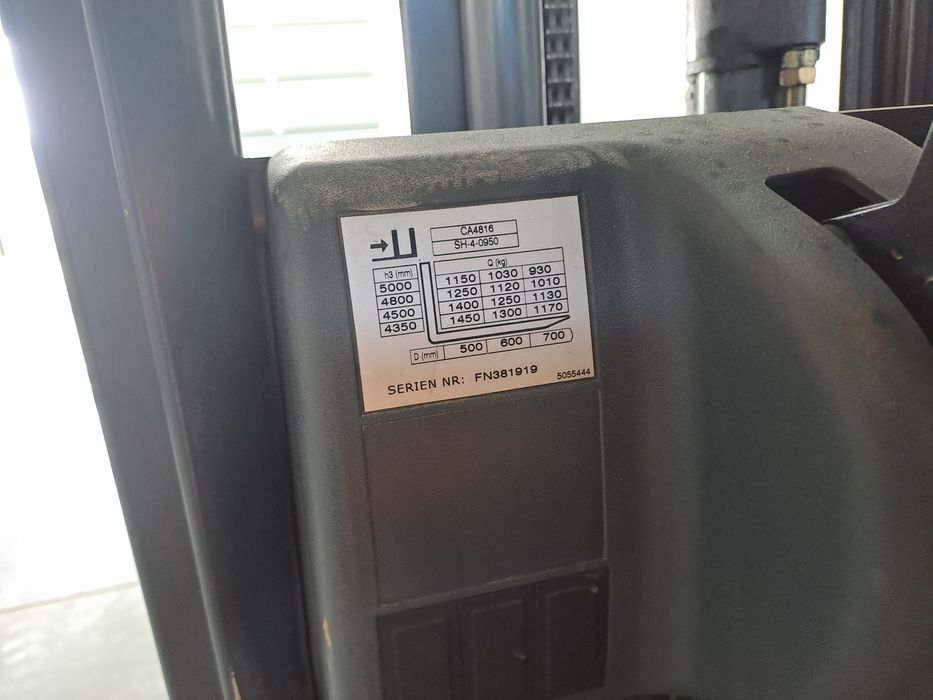 CA4816
SH-4-0950
h3 (mm)
Q (kg)
5000 1150 1030 930
4800 1250 1120 1010
4500 1400 1250 1130
4350 1450 1300 1170
D (mm) 500 600 700
SERIEN NR: FN381919
5055444